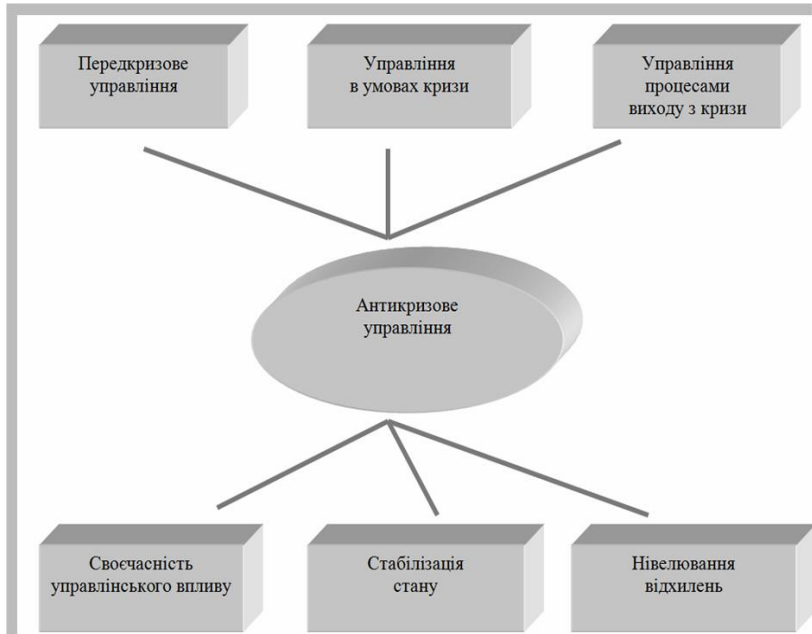 Передкризове
управління
Управління
в умовах кризи
Управління
процесами
виходу з кризи
Антикризове
управління
Своєчасність
управлінського впливу
Стабілізація
стану
Нівелювання
відхилень